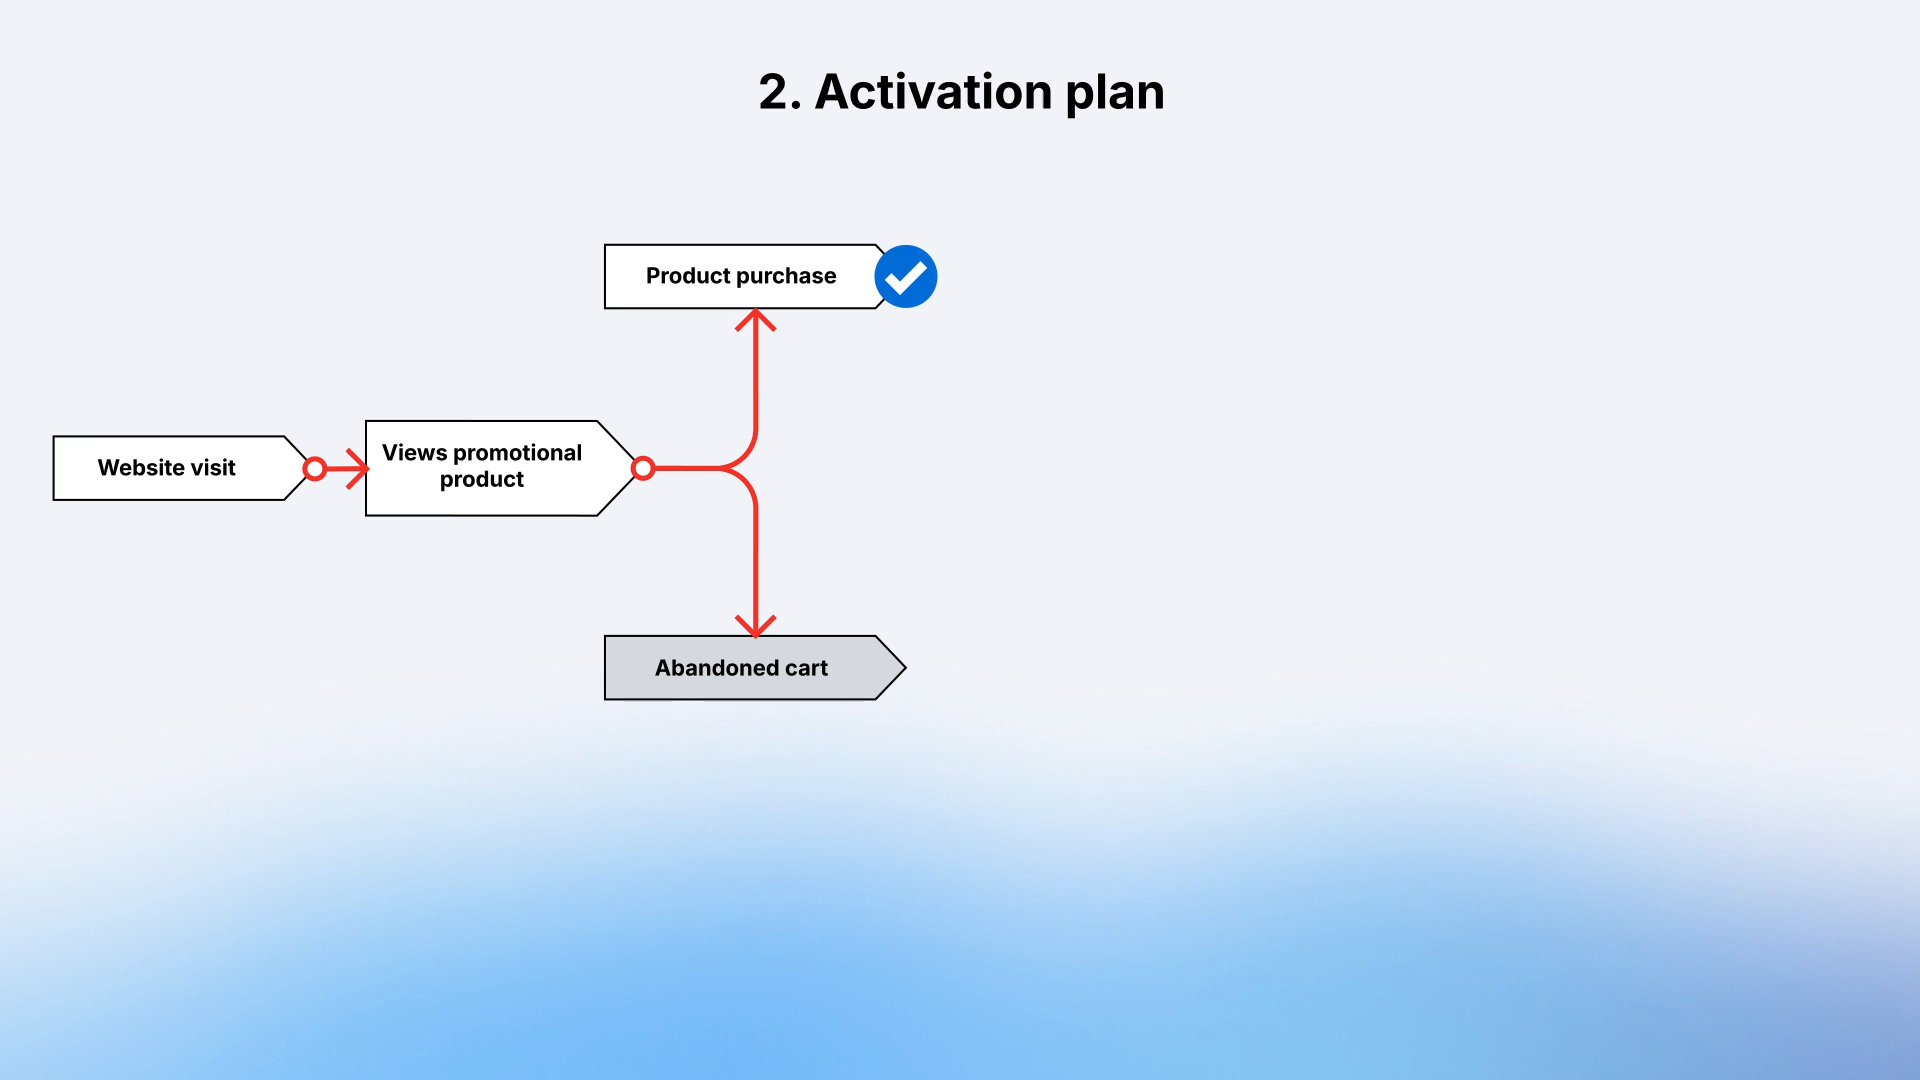 2. Activation plan
Product purchase
Website visit
Views promotional
product
Abandoned cart